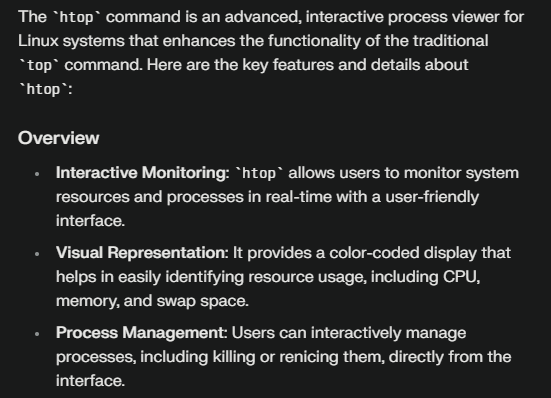 The `htop` command is an advanced, interactive process viewer for
Linux systems that enhances the functionality of the traditional
`top` command. Here are the key features and details about
`htop`:
Overview
• Interactive Monitoring: `htop` allows users to monitor system
resources and processes in real-time with a user-friendly
interface.
• Visual Representation: It provides a color-coded display that
helps in easily identifying resource usage, including CPU,
memory, and swap space.
• Process Management: Users can interactively manage
processes, including killing or renicing them, directly from the
interface.